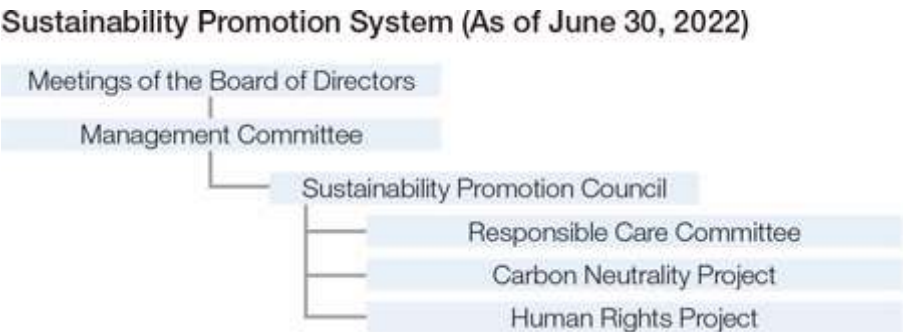 Sustainability Promotion System (As of June 30, 2022)
Meetings of the Board of Directors
Management Committee
Sustainability Promotion Council
Responsible Care Committee
Carbon Neutrality Project
Human Rights Project